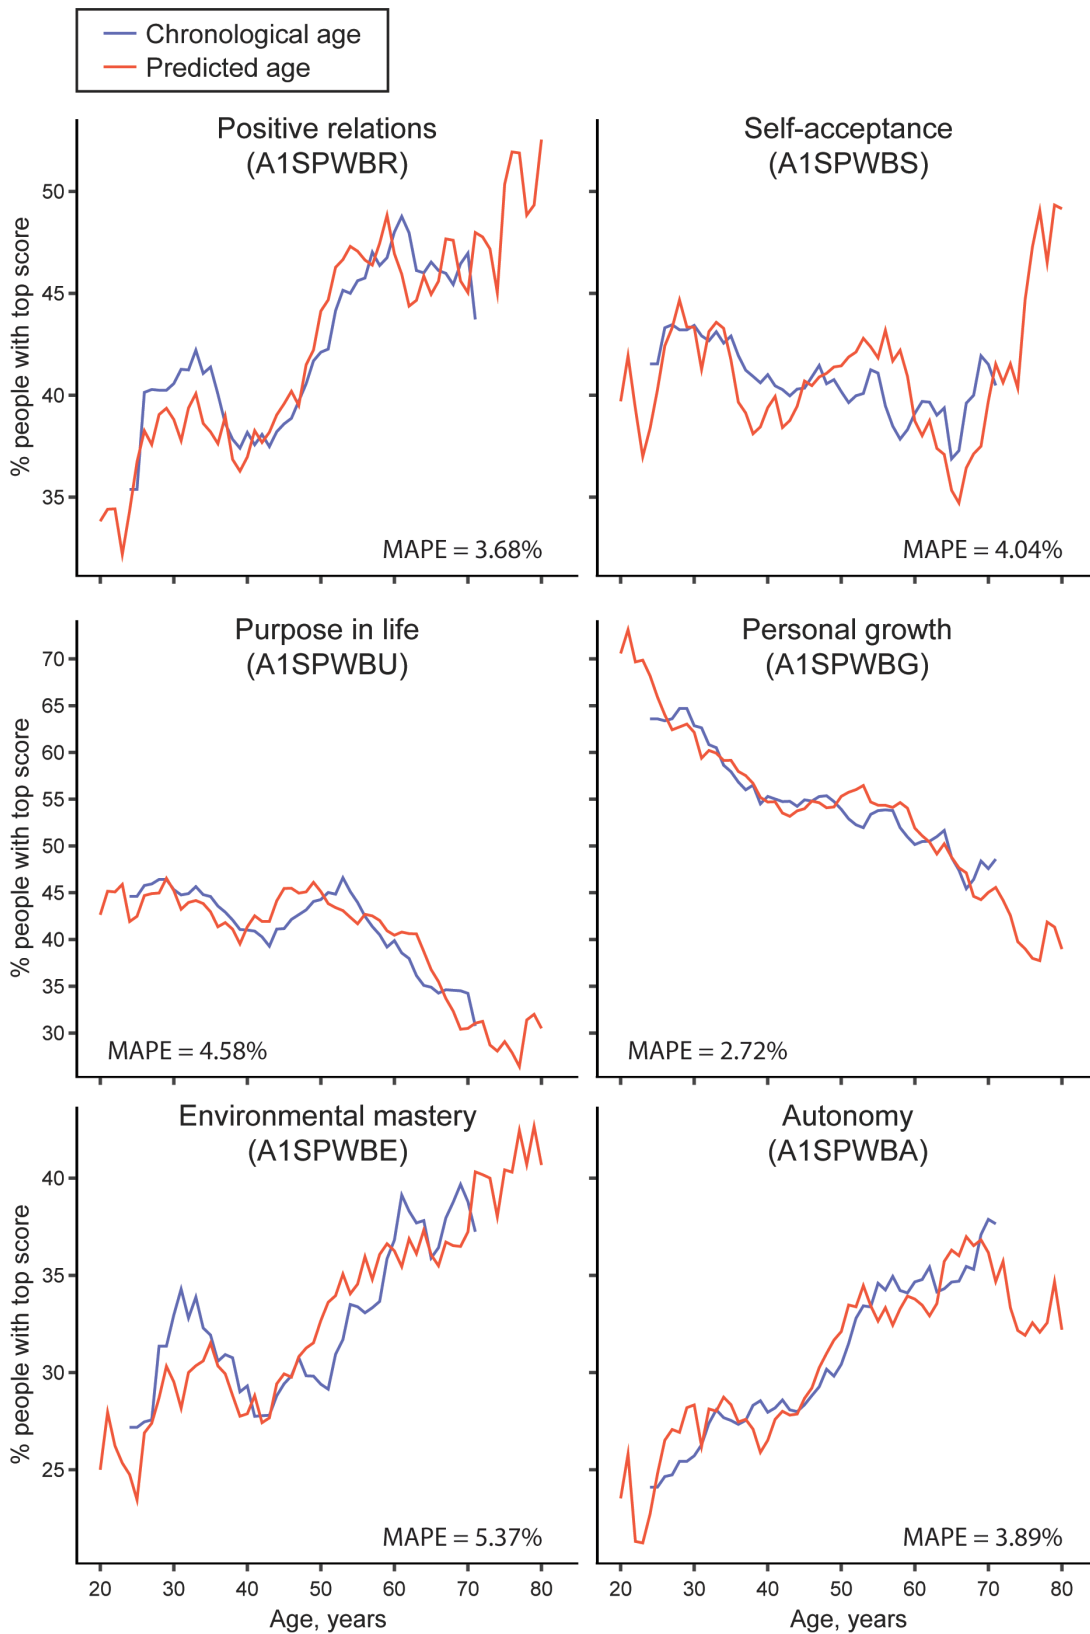 Chronological age
Predicted age
Positive relations
(A1SPWBR)
% people with top score
50
45
40
35
MAPE = 3.68%
Self-acceptance
(A1SPWBS)
MAPE = 4.04%
Purpose in life
(A1SPWBU)
% people with top score
70
65
60
55
50
45
40
35
30
MAPE = 4.58%
Personal growth
(A1SPWBG)
MAPE = 2.72%
Environmental mastery
(A1SPWBE)
% people with top score
40
35
30
25
MAPE = 5.37%
20 30 40 50 60 70 80
Age, years
Autonomy
(A1SPWBA)
MAPE = 3.89%
20 30 40 50 60 70 80
Age, years